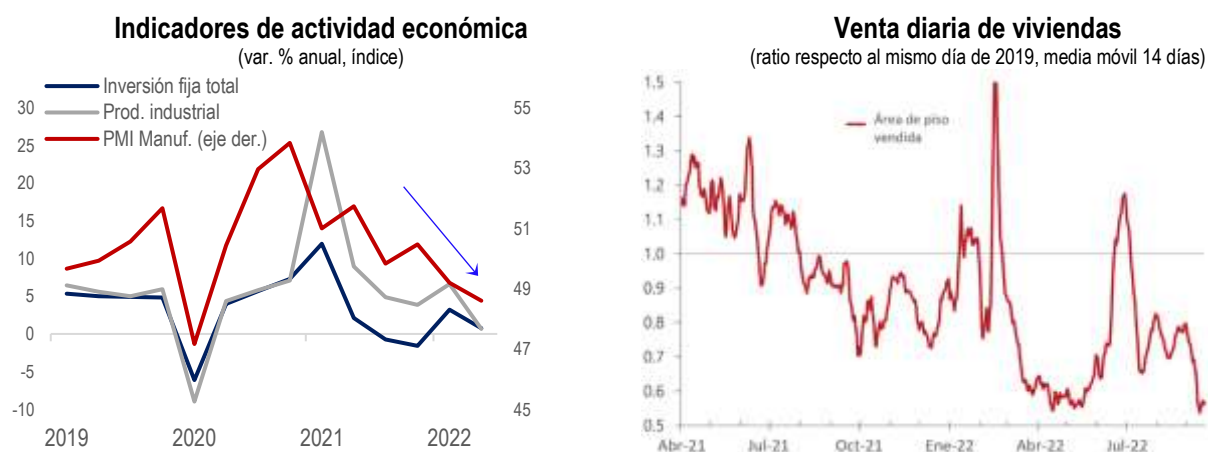 Indicadores de actividad económica
(var. % anual, índice)
Inversión fija total
Prod. industrial
PMI Manuf. (eje der.)
30
25
20
15
10
5
0
-5
-10
55
53
51
49
47
45
2019
2020
2021
2022
Venta diaria de viviendas
(ratio respecto al mismo día de 2019, media móvil 14 días)
Área de piso
vendida
1.5
1.4
1.3
1.2
1.1
1.0
0.9
0.8
0.7
0.6
0.5
Abr-21
Jul-21
Oct-21
Ene-22
Abr-22
Jul-22